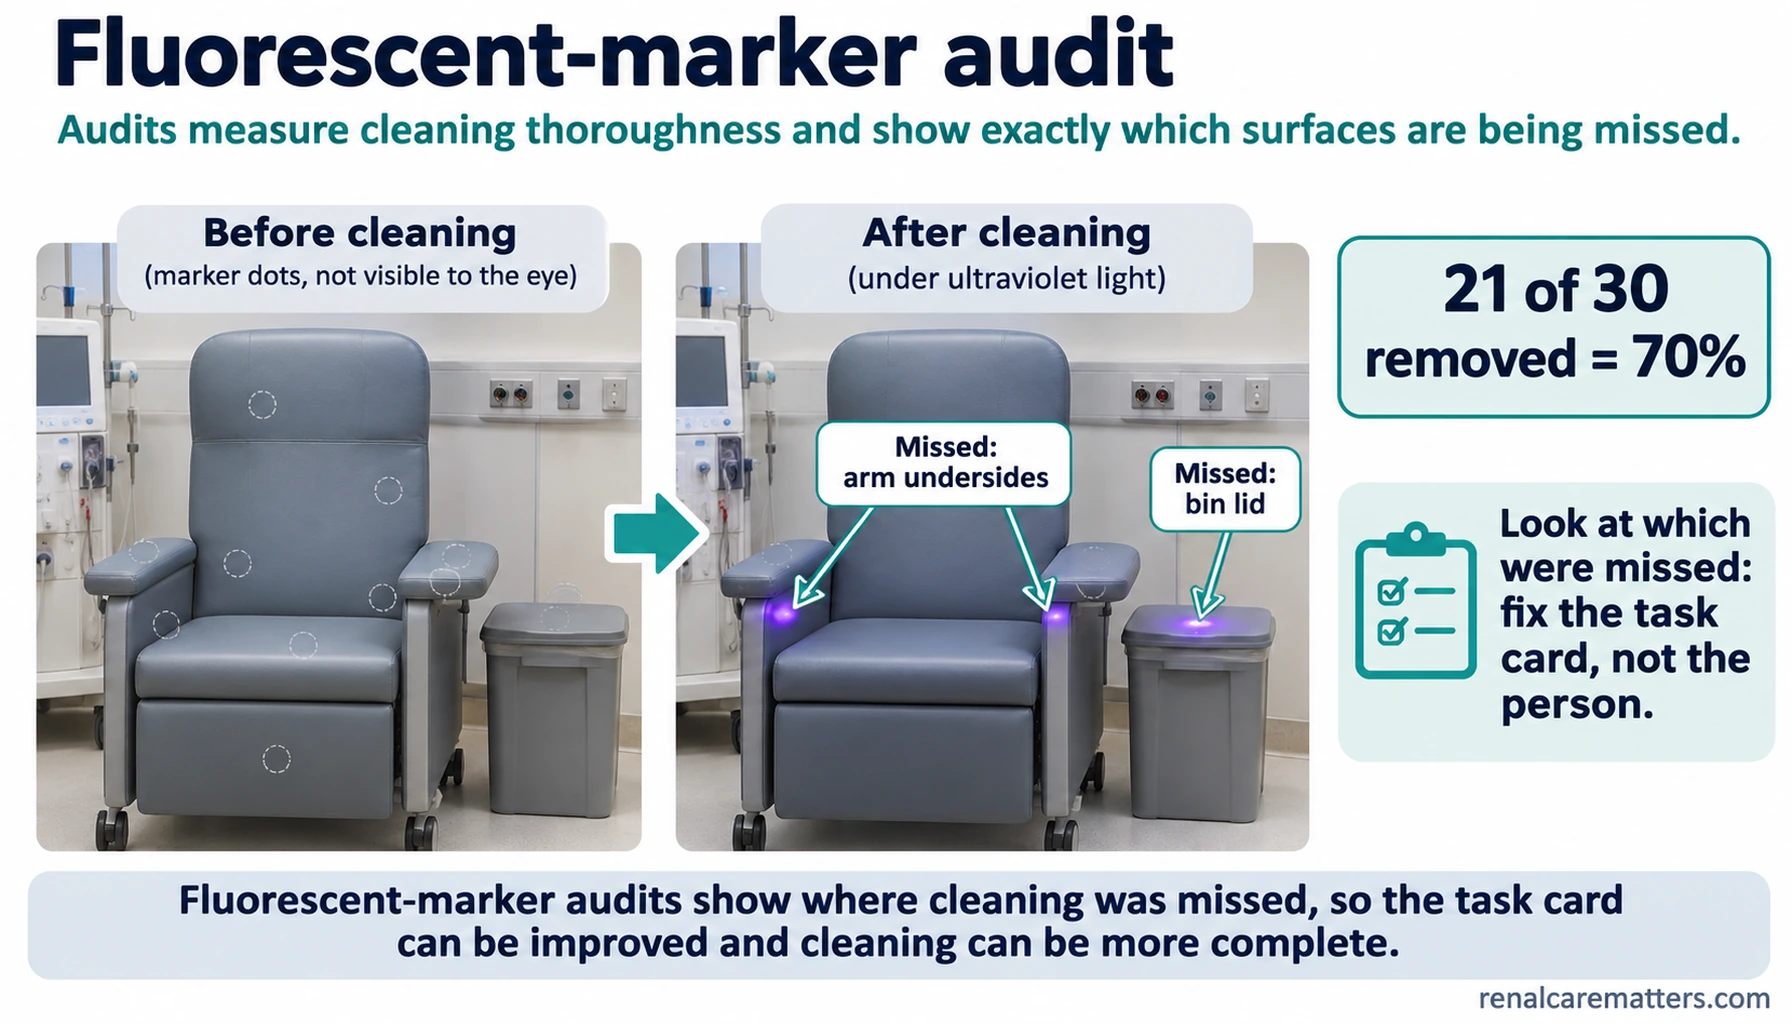 Fluorescent-marker audit
Audits measure cleaning thoroughness and show exactly which surfaces are being missed.
Before cleaning
(marker dots, not visible to the eye)
After cleaning
(under ultraviolet light)
Missed:
arm undersides
Missed:
bin lid
21 of 30
removed = 70%
Look at which
were missed:
fix the task
card, not the
person.
Fluorescent-marker audits show where cleaning was missed, so the task card
can be improved and cleaning can be more complete.
renalcarematters.com